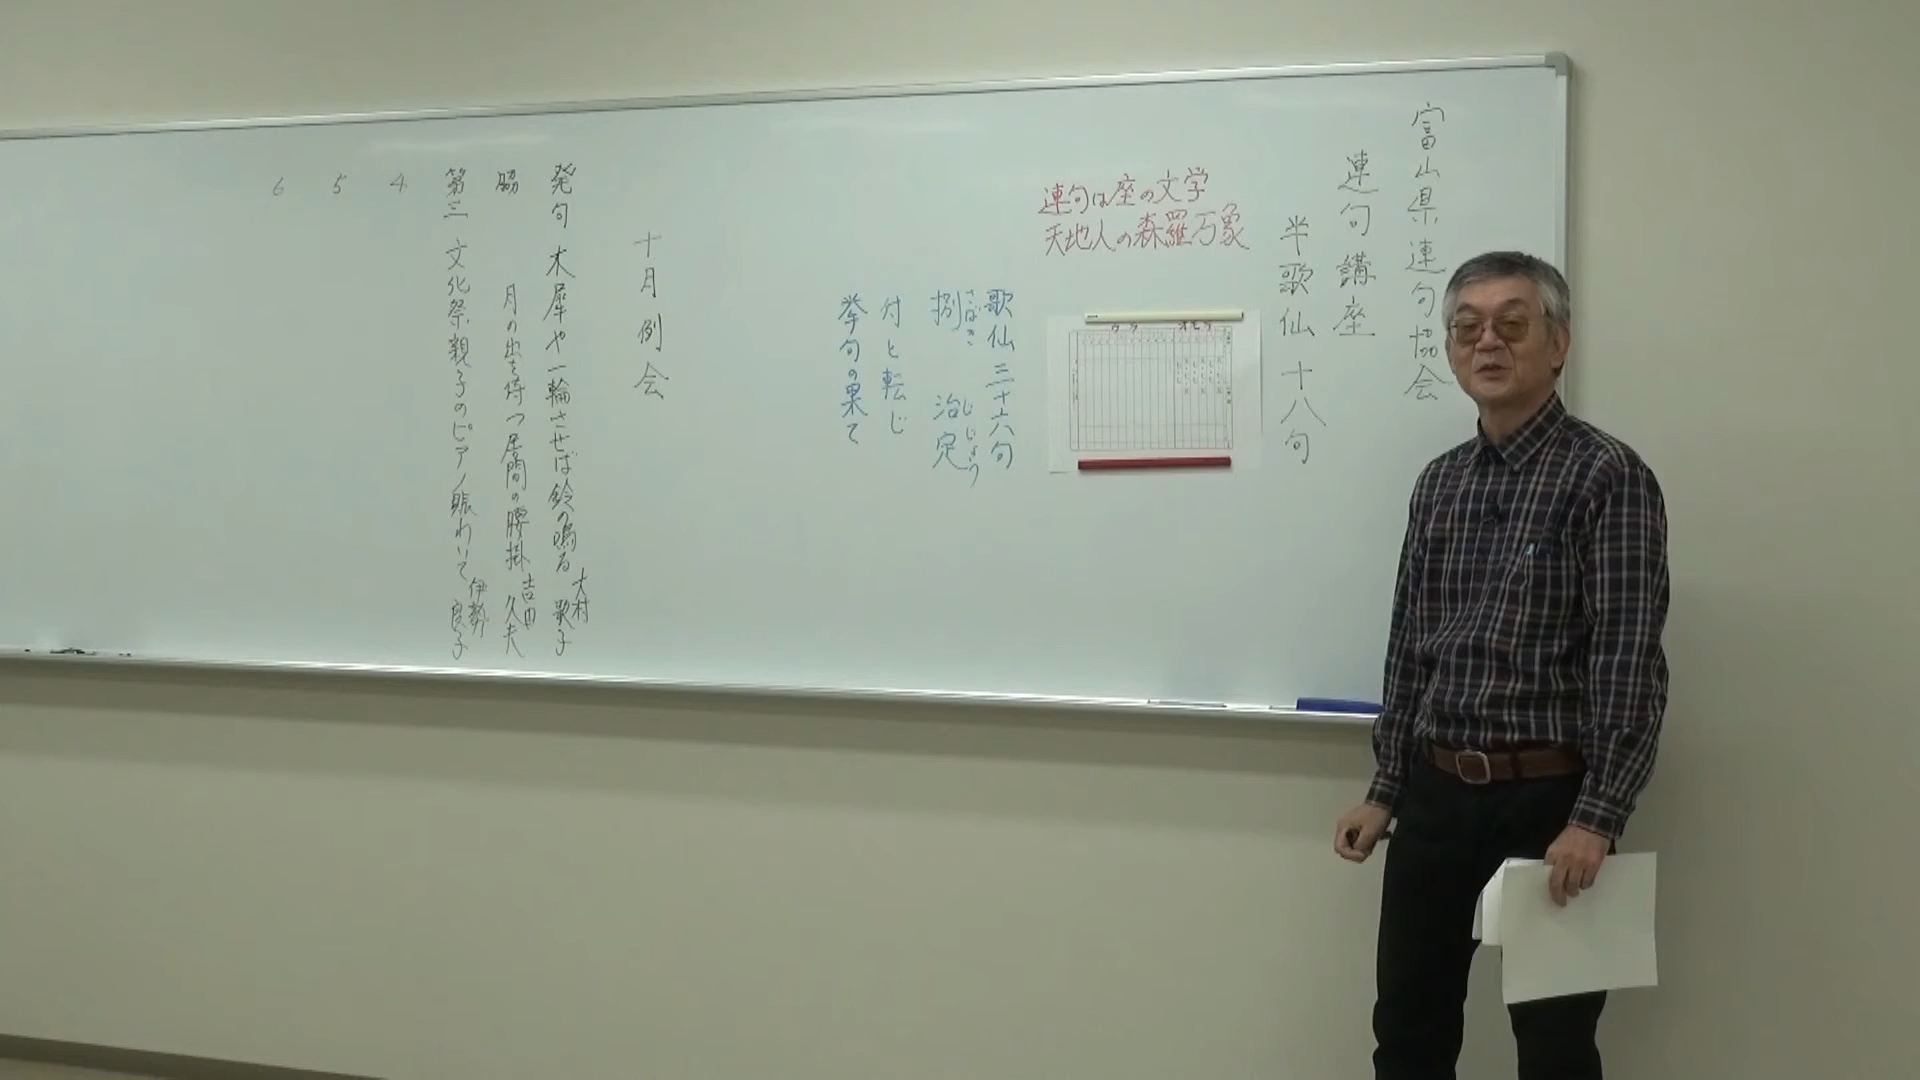 富山県連句協会
連句講座
半歌仙十八句
連句は座の文学
天地人の森羅万象
歌仙三十六句
捌 さばき 治定 じじょう
付と転じ
挙句の果て
十月例会
発句 木犀や一輪させば鈴の鳴る 大村 歌子
脇 月の出を待つ居間の腰掛 吉田 久夫
第三 文化祭親子のピアノ賑わいて 伊勢 良子
4
5
6